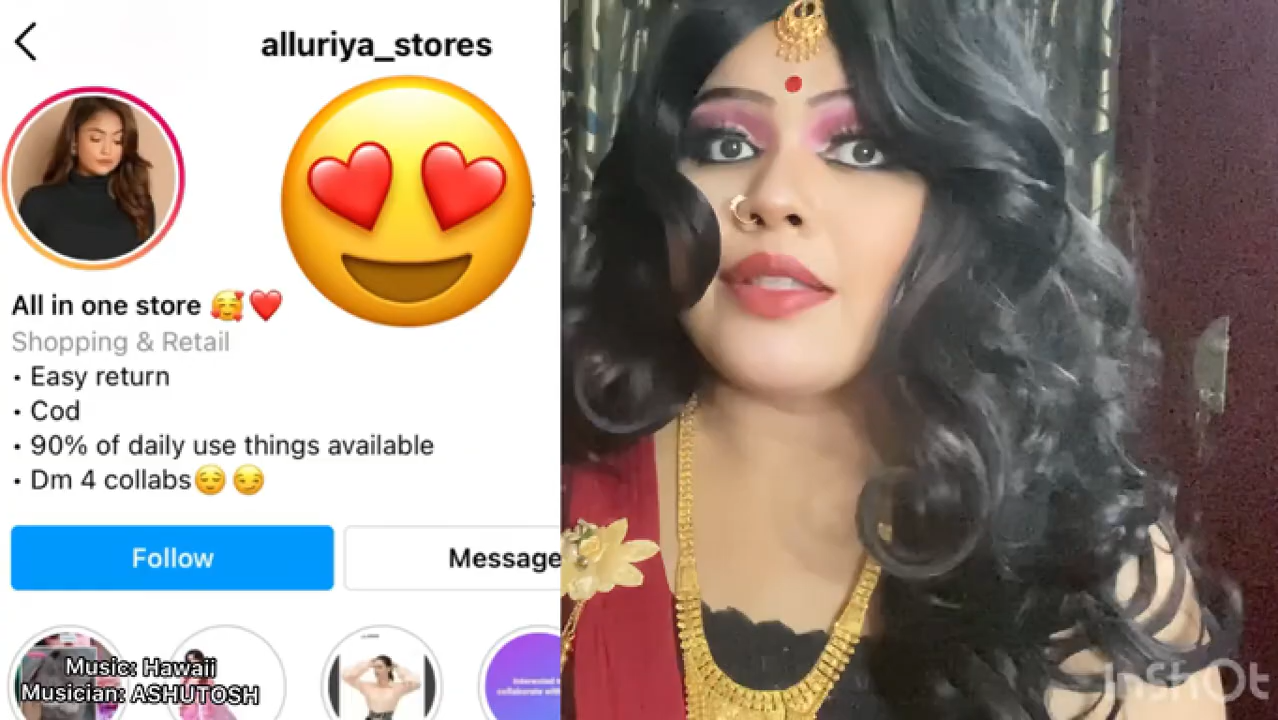 alluriya_stores
All in one store 🥰❤️
Shopping & Retail
• Easy return
• Cod
• 90% of daily use things available
• Dm 4 collabs😌😏
Follow
Message
Music: Hawaii
Musician: ASHUTOSH
InShOt